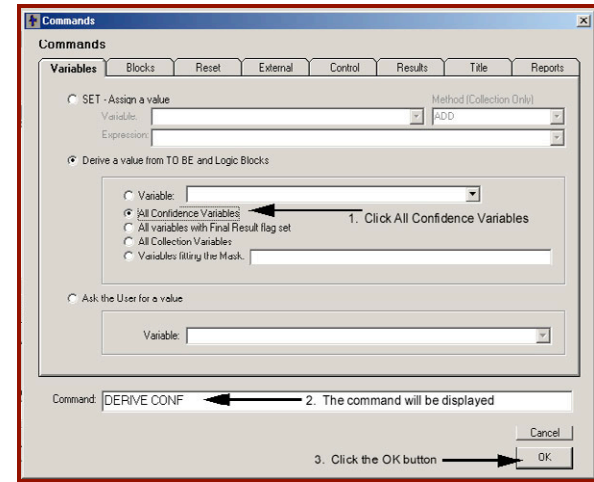 Commands
Commands
Variables Blocks Reset External Control Results Title Reports
SET - Assign a value Method (Collection Only)
Variable: ADD
Expression:
Derive a value from TO BE and Logic Blocks
Variable:
All Confidence Variables
1. Click All Confidence Variables
All variables with Final Result flag set
All Collection Variables
Variables fitting the Mask.
Ask the User for a value
Variable:
Command: DERIVE CONF 2. The command will be displayed
Cancel
3. Click the OK button OK